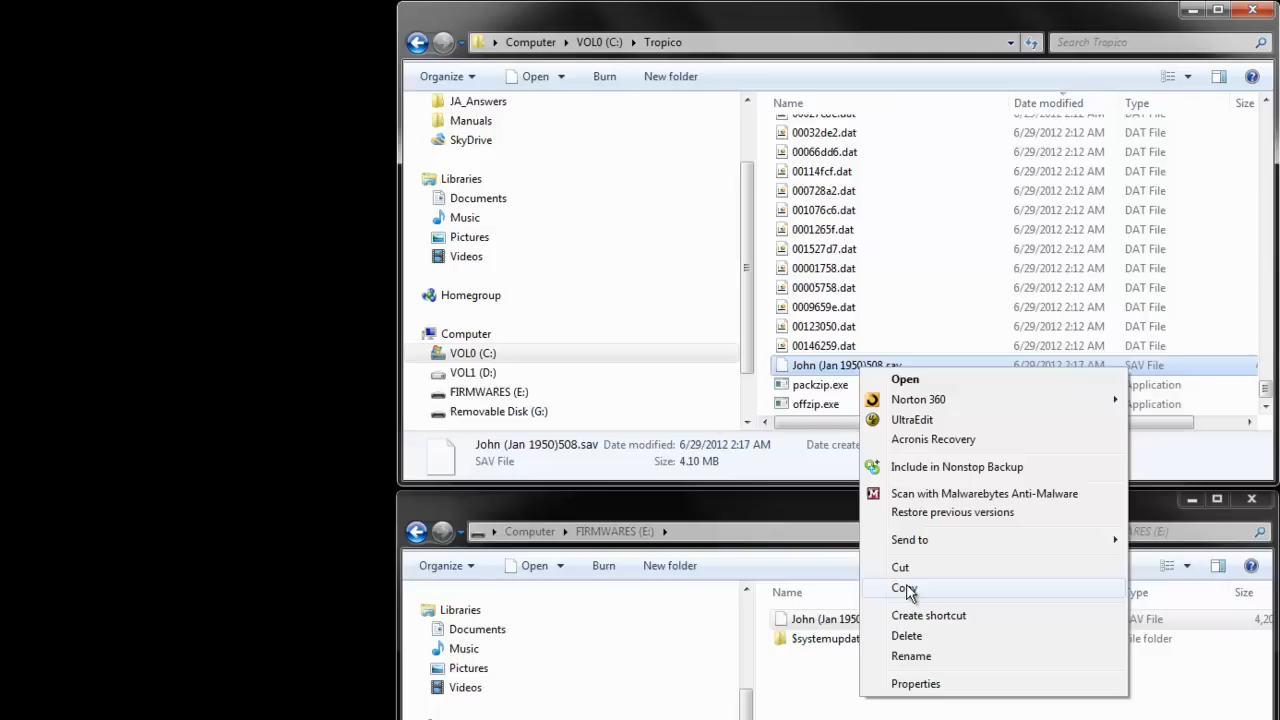 Computer VOL0 (C:) Tropico Search Tropico
Organize Open Burn New folder
JA_Answers
Manuals
SkyDrive
Libraries
Documents
Music
Pictures
Videos
Homegroup
Computer
VOL0 (C:)
VOL1 (D:)
FIRMWARES (E:)
Removable Disk (G:)
Name Date modified Type Size
6/29/2012 2:12 AM DAT File
00032de2.dat 6/29/2012 2:12 AM DAT File
00066dd6.dat 6/29/2012 2:12 AM DAT File
00114fcf.dat 6/29/2012 2:12 AM DAT File
000728a2.dat 6/29/2012 2:12 AM DAT File
001076c6.dat 6/29/2012 2:12 AM DAT File
0001265f.dat 6/29/2012 2:12 AM DAT File
001527d7.dat 6/29/2012 2:12 AM DAT File
00001758.dat 6/29/2012 2:12 AM DAT File
00005758.dat 6/29/2012 2:12 AM DAT File
0009659e.dat 6/29/2012 2:12 AM DAT File
00123050.dat 6/29/2012 2:12 AM DAT File
00146259.dat 6/29/2012 2:12 AM DAT File
John (Jan 1950)508.sav 6/29/2012 2:17 AM SAV File
packzip.exe Application
offzip.exe Application
John (Jan 1950)508.sav Date modified: 6/29/2012 2:17 AM Date create
SAV File Size: 4.10 MB
Open
Norton 360
UltraEdit
Acronis Recovery
Include in Nonstop Backup
Scan with Malwarebytes Anti-Malware
Restore previous versions
Send to
Cut
Copy
Create shortcut
Delete
Rename
Properties
Computer FIRMWARES (E:) RES (E:)
Organize Open Burn New folder
Libraries
Documents
Music
Pictures
Videos
Name ype Size
John (Jan 1950 AV File 4,20
$systemupdat ile folder